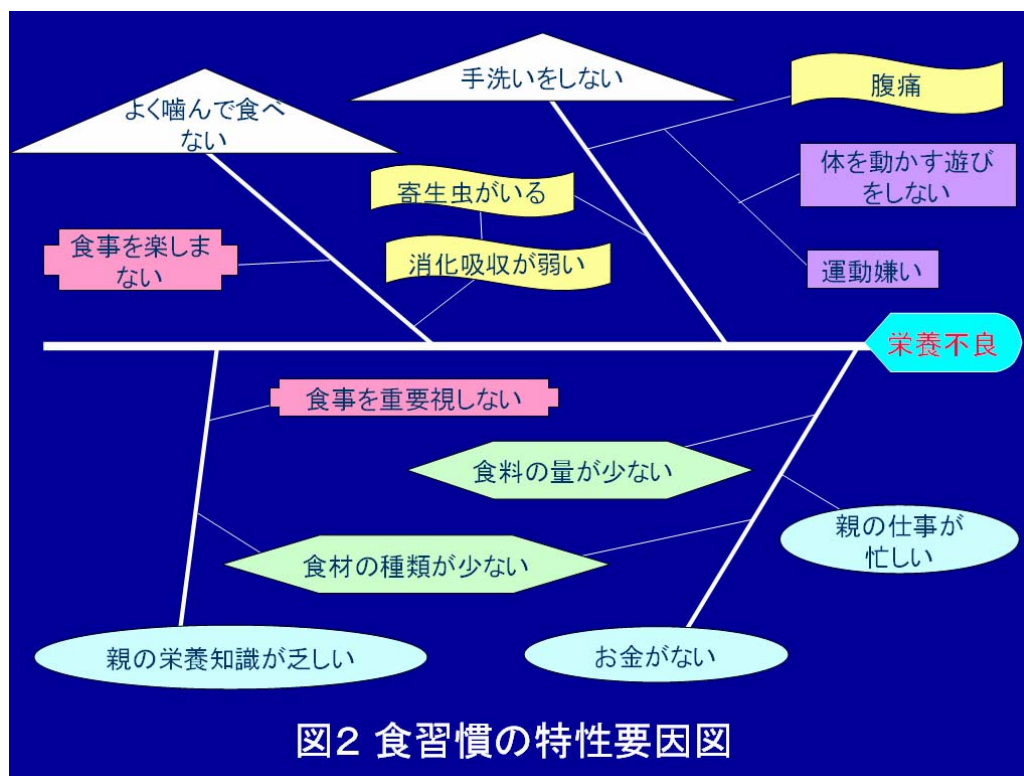 手洗いをしない
腹痛
よく噛んで食べ
ない
体を動かす遊び
をしない
寄生虫がいる
食事を楽しま
ない
消化吸収が弱い
運動嫌い
栄養不良
食事を重要視しない
食料の量が少ない
親の仕事が
忙しい
食材の種類が少ない
親の栄養知識が乏しい
お金がない
図2 食習慣の特性要因図